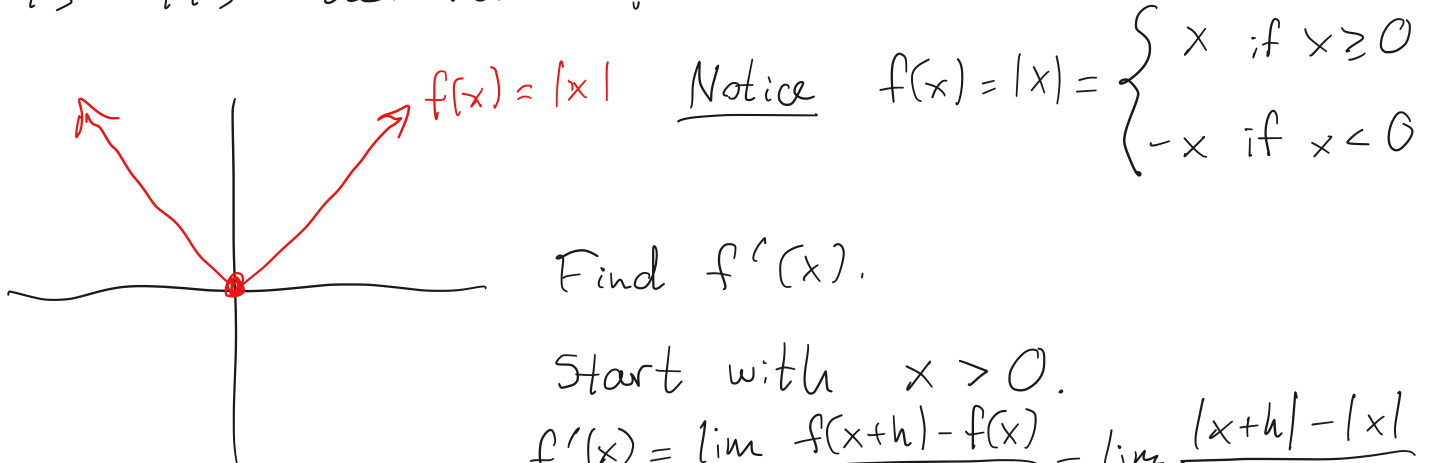 f(x) = |x| Notice f(x) = |x| = { x if x ≥ 0
-x if x < 0
Find f'(x).
Start with x > 0.
f'(x) = lim f(x+h) - f(x) = lim |x+h| - |x|